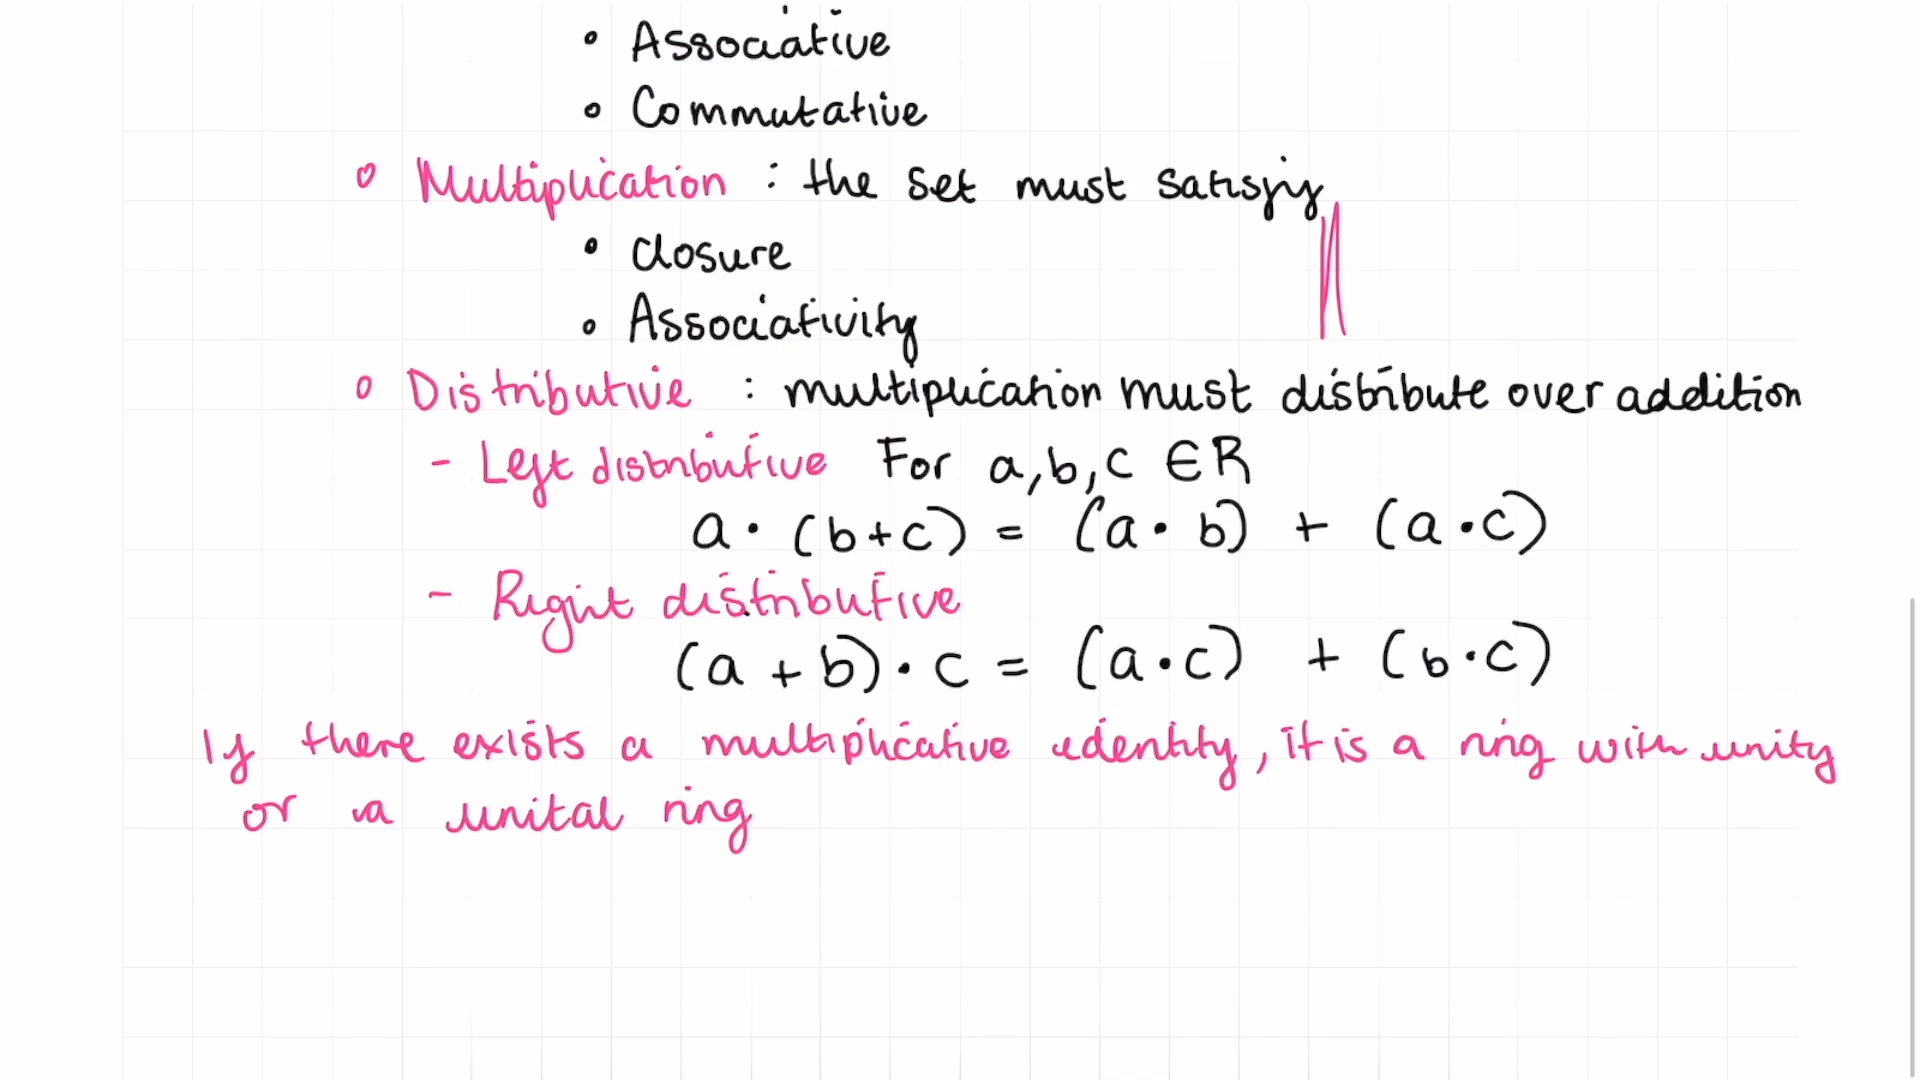 • Associative
• Commutative
• Multiplication : the set must satisfy
• closure
• Associativity
• Distributive : multiplication must distribute over addition
- Left distributive For a,b,c ∈ R
a · (b+c) = (a · b) + (a · c)
- Right distributive
(a + b) · c = (a · c) + (b · c)
If there exists a multiplicative identity, it is a ring with unity
or a unital ring